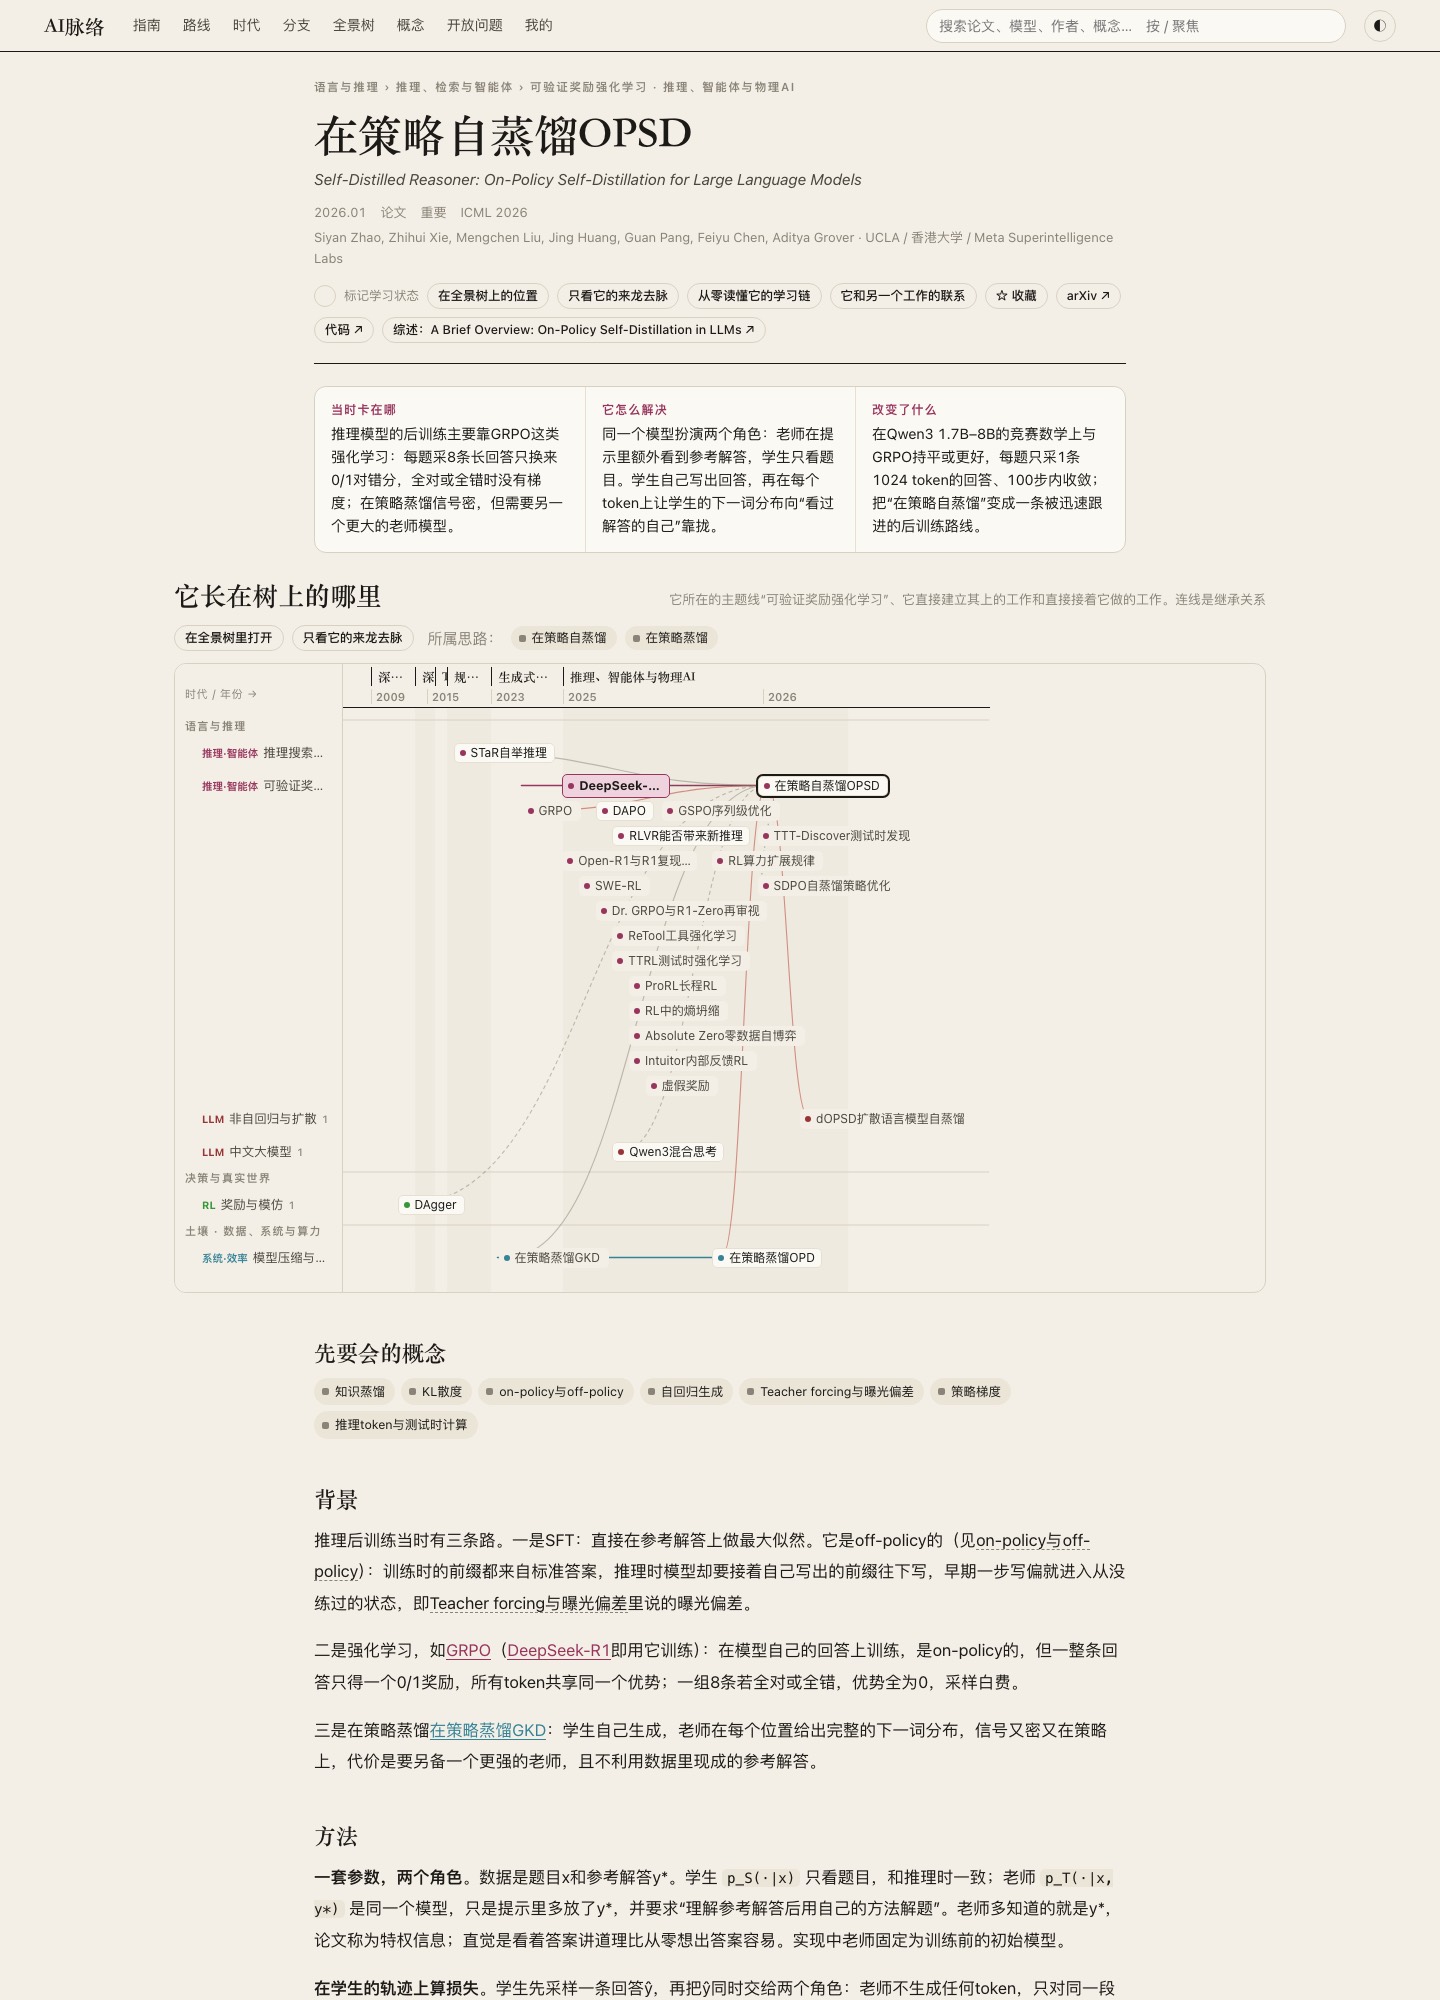 AI脉络 指南 路线 时代 分支 全景树 概念 开放问题 我的 搜索论文、模型、作者、概念… 按 / 聚焦
语言与推理 › 推理、检索与智能体 › 可验证奖励强化学习 · 推理、智能体与物理AI
在策略自蒸馏OPSD
Self-Distilled Reasoner: On-Policy Self-Distillation for Large Language Models
2026.01 论文 重要 ICML 2026
Siyan Zhao, Zhihui Xie, Mengchen Liu, Jing Huang, Guan Pang, Feiyu Chen, Aditya Grover · UCLA / 香港大学 / Meta Superintelligence
Labs
标记学习状态 在全景树上的位置 只看它的来龙去脉 从零读懂它的学习链 它和另一个工作的联系 ☆ 收藏 arXiv ↗
代码 ↗ 综述：A Brief Overview: On-Policy Self-Distillation in LLMs ↗
当时卡在哪
推理模型的后训练主要靠GRPO这类
强化学习：每题采8条长回答只换来
0/1对错分，全对或全错时没有梯
度；在策略蒸馏信号密，但需要另一
个更大的老师模型。
它怎么解决
同一个模型扮演两个角色：老师在提
示里额外看到参考解答，学生只看题
目。学生自己写出回答，再在每个
token上让学生的下一词分布向“看过
解答的自己”靠拢。
改变了什么
在Qwen3 1.7B–8B的竞赛数学上与
GRPO持平或更好，每题只采1条
1024 token的回答、100步内收敛；
把“在策略自蒸馏”变成一条被迅速跟
进的后训练路线。
它长在树上的哪里
它所在的主题线“可验证奖励强化学习”、它直接建立其上的工作和直接接着它做的工作。连线是继承关系
在全景树里打开 只看它的来龙去脉 所属思路： 在策略自蒸馏 在策略蒸馏
深… 深 规… 生成式… 推理、智能体与物理AI
时代 / 年份 → 2009 2015 2023 2025 2026
语言与推理
推理·智能体 推理搜索… STaR自举推理
推理·智能体 可验证奖… DeepSeek-… 在策略自蒸馏OPSD
GRPO DAPO GSPO序列级优化
RLVR能否带来新推理 TTT-Discover测试时发现
Open-R1与R1复现… RL算力扩展规律
SWE-RL SDPO自蒸馏策略优化
Dr. GRPO与R1-Zero再审视
ReTool工具强化学习
TTRL测试时强化学习
ProRL长程RL
RL中的熵坍缩
Absolute Zero零数据自博弈
Intuitor内部反馈RL
虚假奖励
LLM 非自回归与扩散 1 dOPSD扩散语言模型自蒸馏
LLM 中文大模型 1 Qwen3混合思考
决策与真实世界
RL 奖励与模仿 1 DAgger
土壤 · 数据、系统与算力
系统·效率 模型压缩与… 在策略蒸馏GKD 在策略蒸馏OPD
先要会的概念
知识蒸馏 KL散度 on-policy与off-policy 自回归生成 Teacher forcing与曝光偏差 策略梯度
推理token与测试时计算
背景
推理后训练当时有三条路。一是SFT：直接在参考解答上做最大似然。它是off-policy的（见on-policy与off-
policy）：训练时的前缀都来自标准答案，推理时模型却要接着自己写出的前缀往下写，早期一步写偏就进入从没
练过的状态，即Teacher forcing与曝光偏差里说的曝光偏差。
二是强化学习，如GRPO（DeepSeek-R1即用它训练）：在模型自己的回答上训练，是on-policy的，但一整条回
答只得一个0/1奖励，所有token共享同一个优势；一组8条若全对或全错，优势全为0，采样白费。
三是在策略蒸馏在策略蒸馏GKD：学生自己生成，老师在每个位置给出完整的下一词分布，信号又密又在策略
上，代价是要另备一个更强的老师，且不利用数据里现成的参考解答。
方法
一套参数，两个角色。数据是题目x和参考解答y*。学生 p_S(·|x) 只看题目，和推理时一致；老师 p_T(·|x,
y*) 是同一个模型，只是提示里多放了y*，并要求“理解参考解答后用自己的方法解题”。老师多知道的就是y*，
论文称为特权信息；直觉是看着答案讲道理比从零想出答案容易。实现中老师固定为训练前的初始模型。
在学生的轨迹上算损失。学生先采样一条回答ŷ，再把ŷ同时交给两个角色：老师不生成任何token，只对同一段